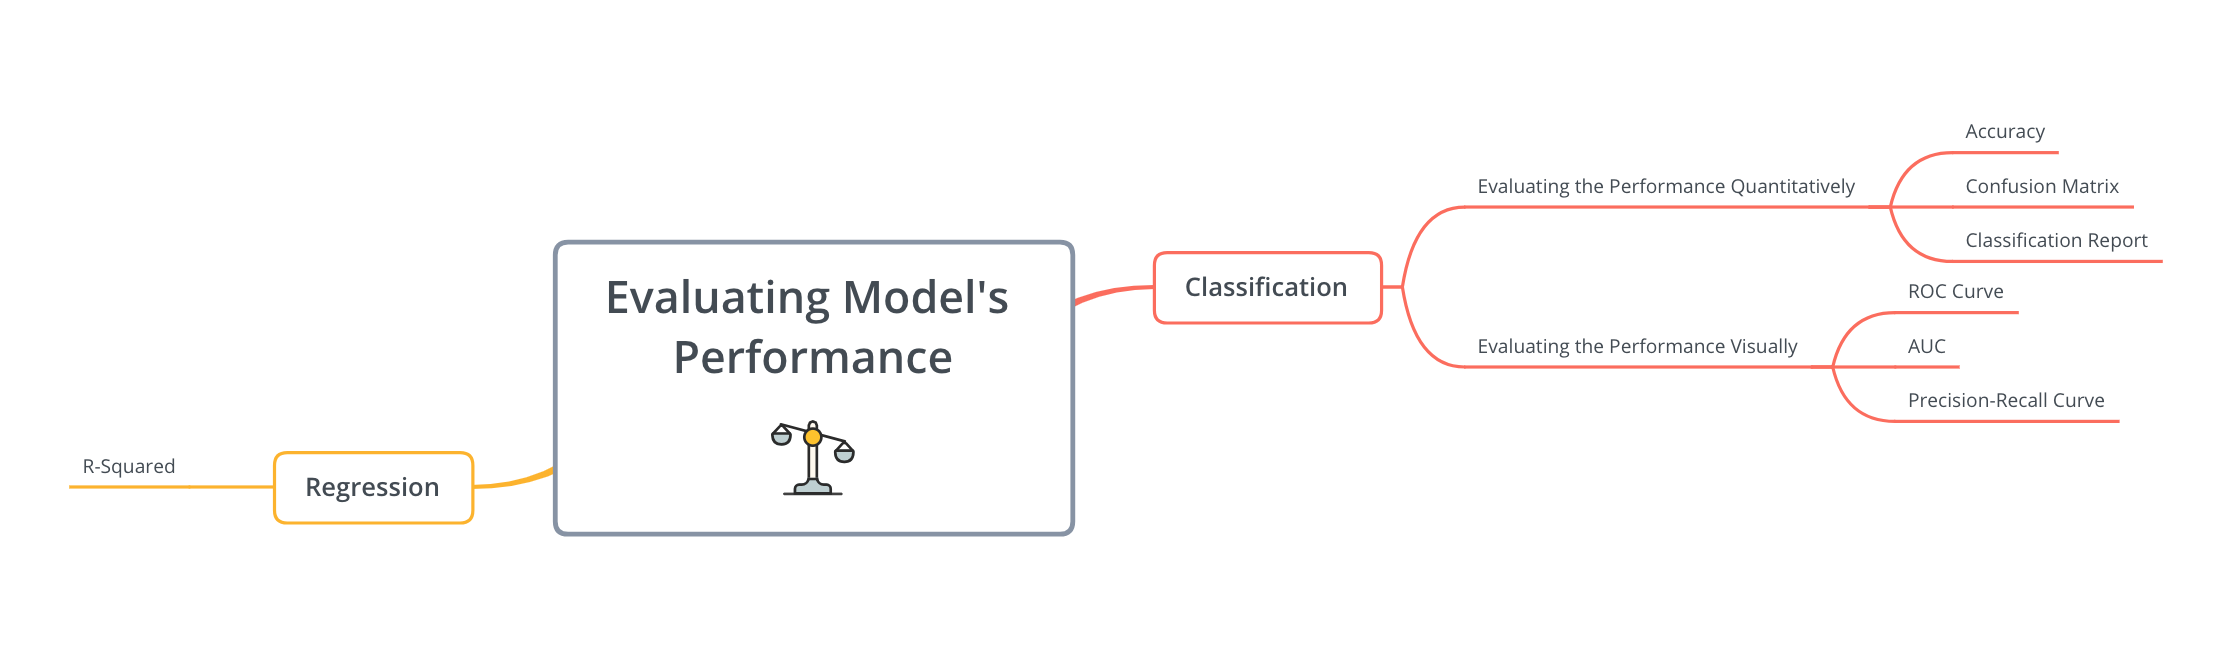 Evaluating Model's
Performance
Classification
Evaluating the Performance Quantitatively
Accuracy
Confusion Matrix
Classification Report
Evaluating the Performance Visually
ROC Curve
AUC
Precision-Recall Curve
Regression
R-Squared